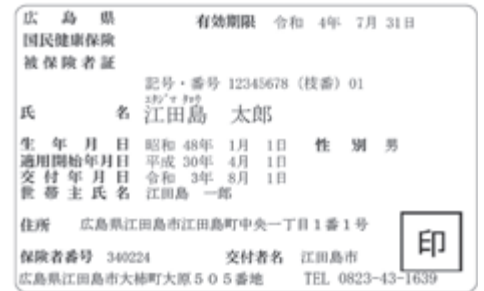 広島県 有効期限 令和 4年 7月 31日
国民健康保険
被保険者証
記号・番号 12345678 (枝番) 01
エタジマ タロウ
氏名 江田島 太郎
生年月日 昭和 48年 1月 1日 性別 男
適用開始年月日 平成 30年 4月 1日
交付年月日 令和 3年 8月 1日
世帯主氏名 江田島 一郎
住所 広島県江田島市江田島町中央一丁目1番1号
印
保険者番号 340224 交付者名 江田島市
広島県江田島市大柿町大原505番地 TEL 0823-43-1639